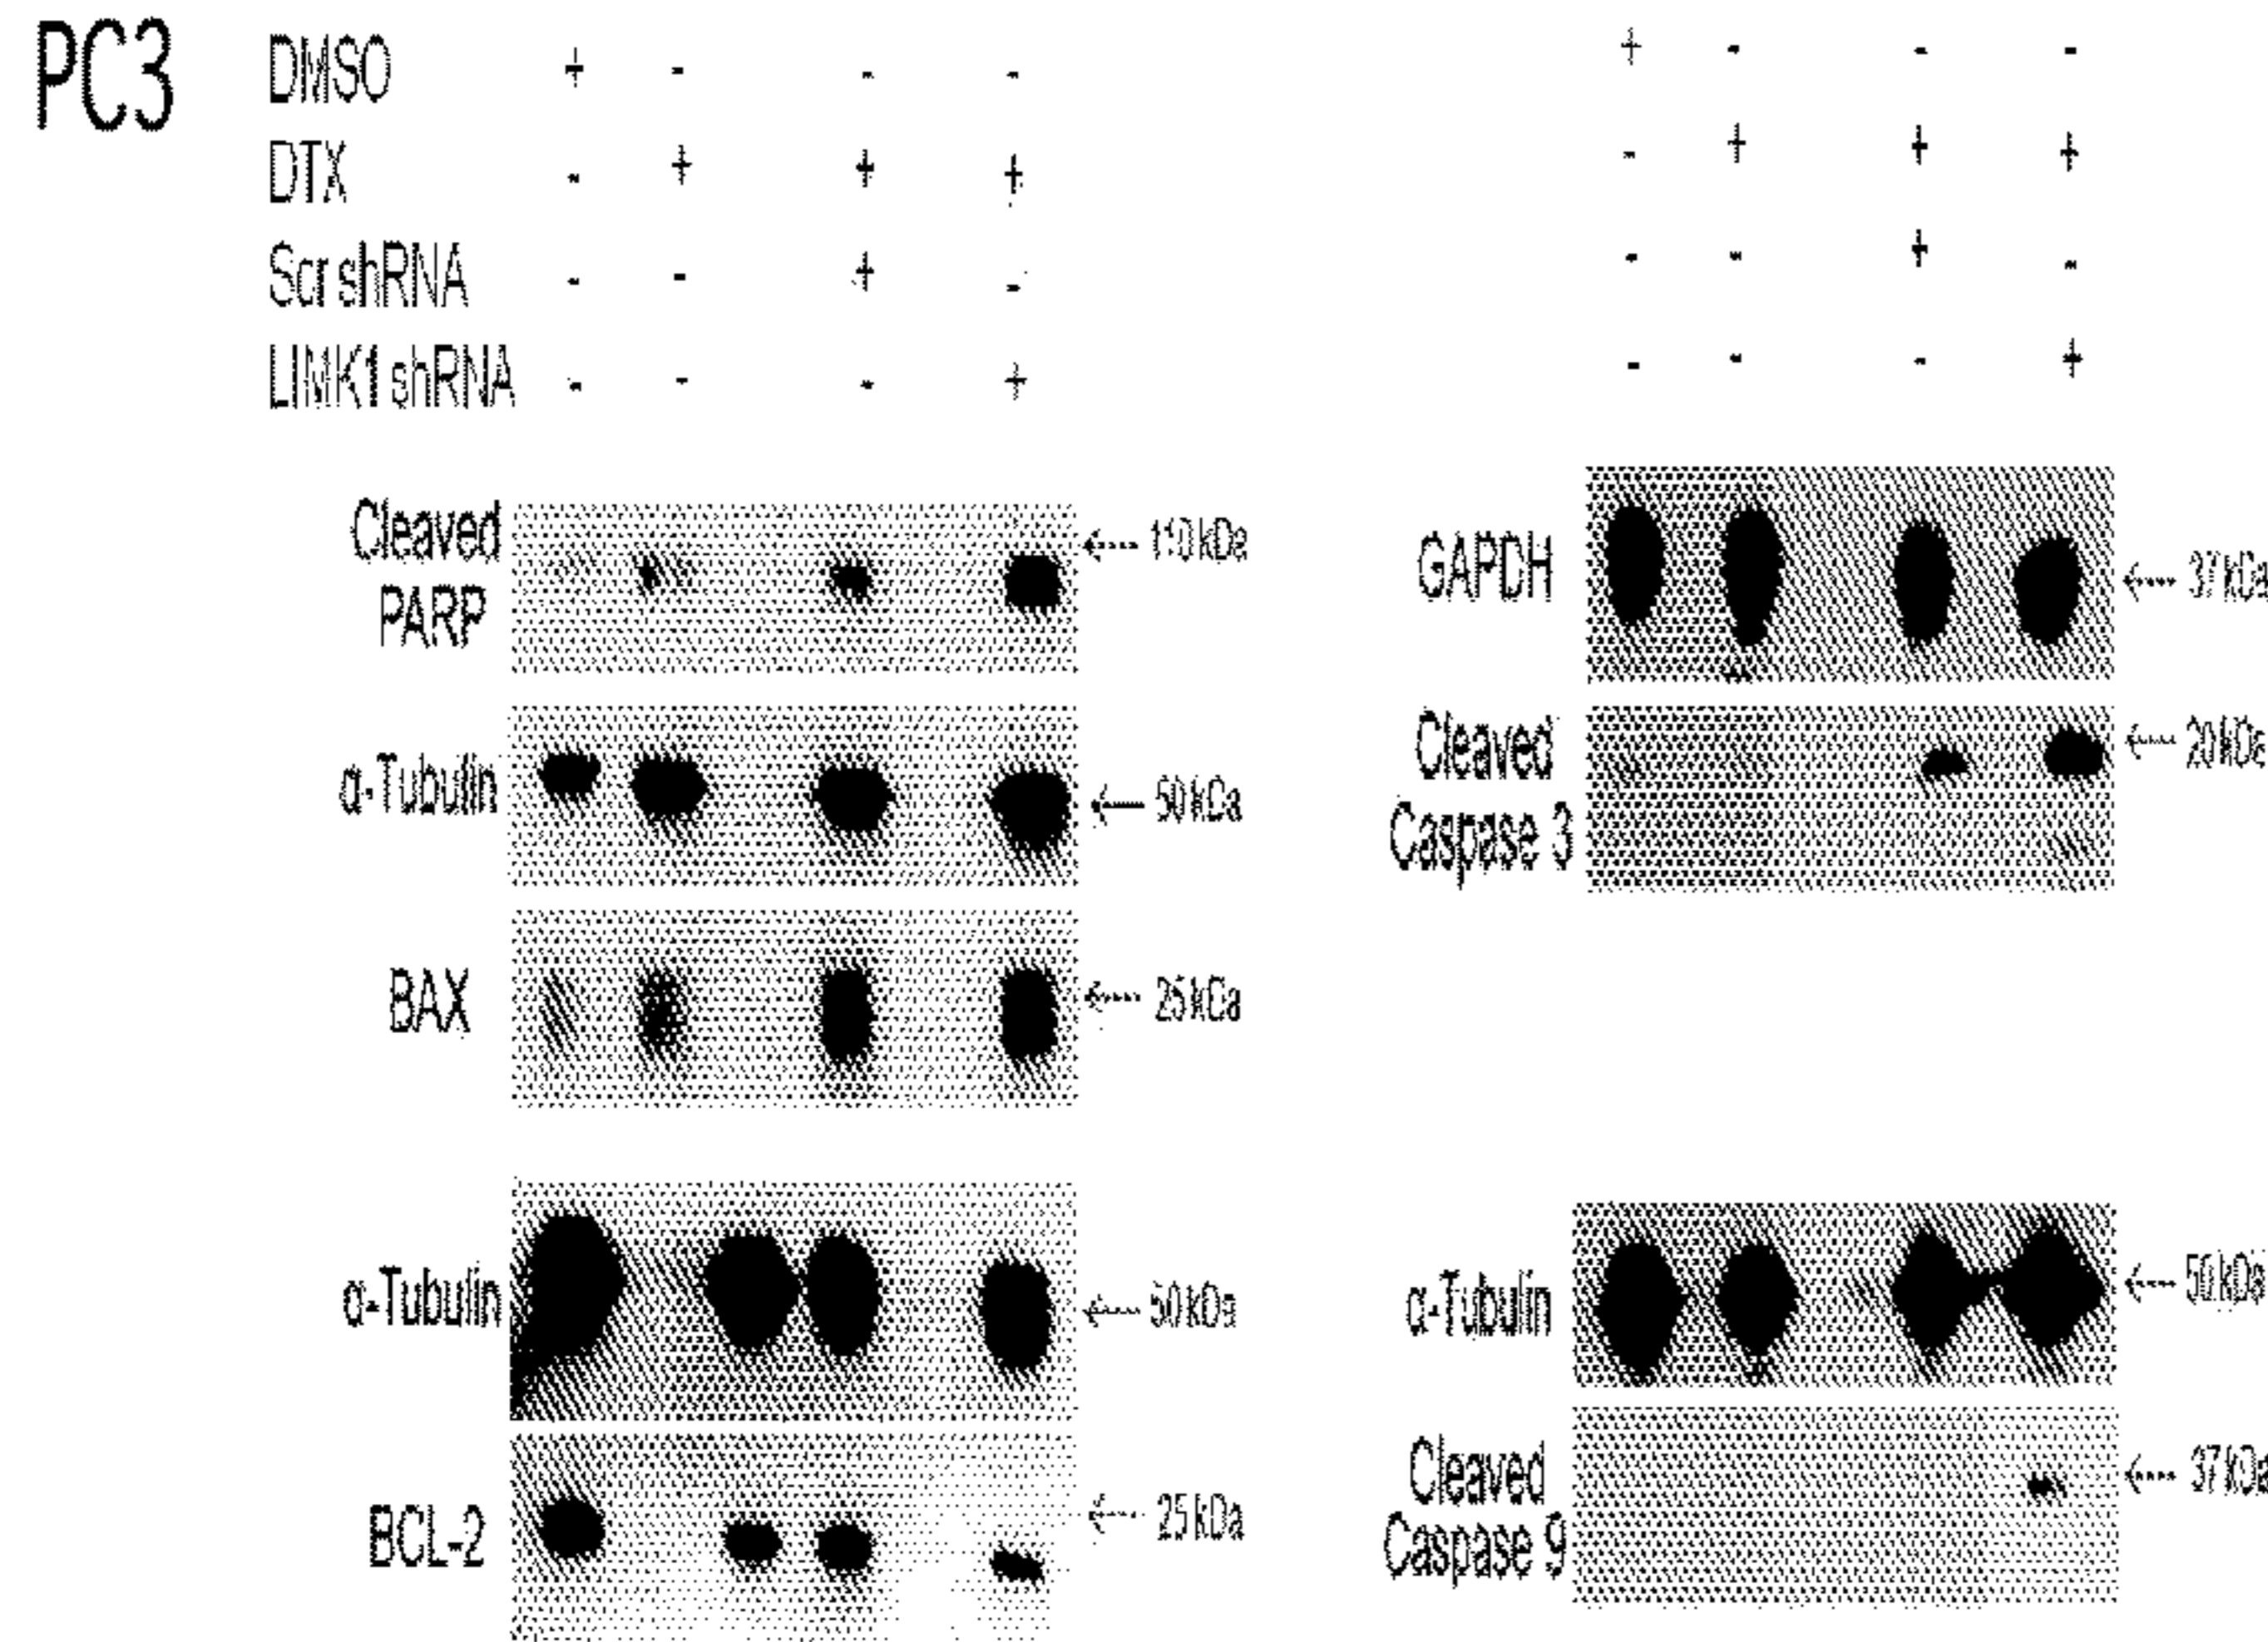 PC3
DMSO + - - - + - - -
DTX - + + + - + + +
Scr shRNA - - + - - - + -
LIMK1 shRNA - - - + - - - +
Cleaved PARP 110 kDa
α-Tubulin 50 kDa
BAX 25 kDa
α-Tubulin 50 kDa
BCL-2 25 kDa
GAPDH 37 kDa
Cleaved Caspase 3 20 kDa
α-Tubulin 50 kDa
Cleaved Caspase 9 37 kDa